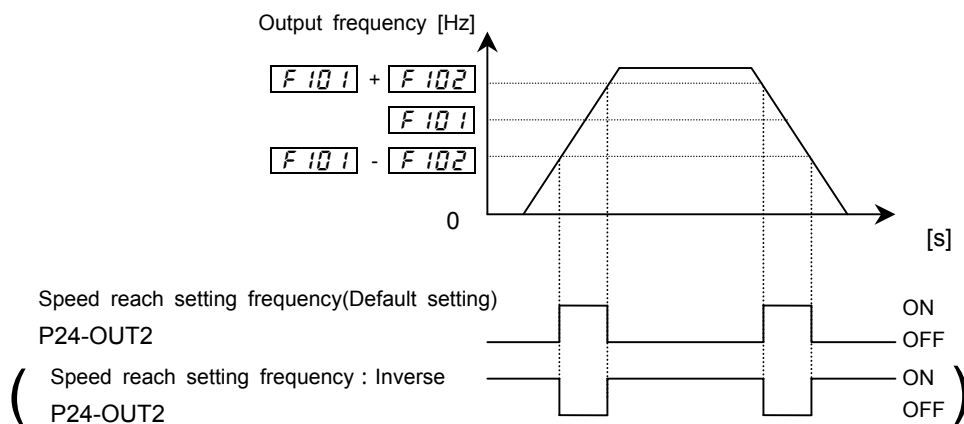 Output frequency [Hz]
F101 + F102
F101
F101 - F102
0
[s]
Speed reach setting frequency(Default setting)
P24-OUT2
ON
OFF
( Speed reach setting frequency : Inverse
P24-OUT2
ON
OFF )